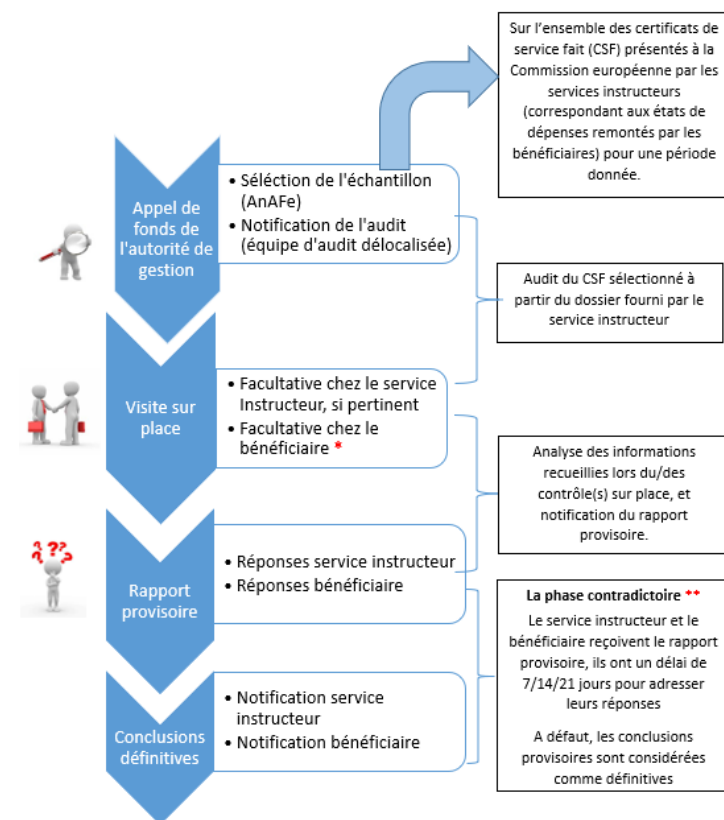 Sur l'ensemble des certificats de
service fait (CSF) présentés à la
Commission européenne par les
services instructeurs
(correspondant aux états de
dépenses remontés par les
bénéficiaires) pour une période
donnée.
Appel de
fonds de
l'autorité de
gestion
• Séléction de l'échantillon
(AnAFe)
• Notification de l'audit
(équipe d'audit délocalisée)
Audit du CSF sélectionné à
partir du dossier fourni par le
service instructeur
Visite sur
place
• Facultative chez le service
Instructeur, si pertinent
• Facultative chez le
bénéficiaire *
Analyse des informations
recueillies lors du/des
contrôle(s) sur place, et
notification du rapport
provisoire.
? ? ? ?
Rapport
provisoire
• Réponses service instructeur
• Réponses bénéficiaire
La phase contradictoire **
Le service instructeur et le
bénéficiaire reçoivent le rapport
provisoire, ils ont un délai de
7/14/21 jours pour adresser
leurs réponses
A défaut, les conclusions
provisoires sont considérées
comme définitives
Conclusions
définitives
• Notification service
instructeur
• Notification bénéficiaire